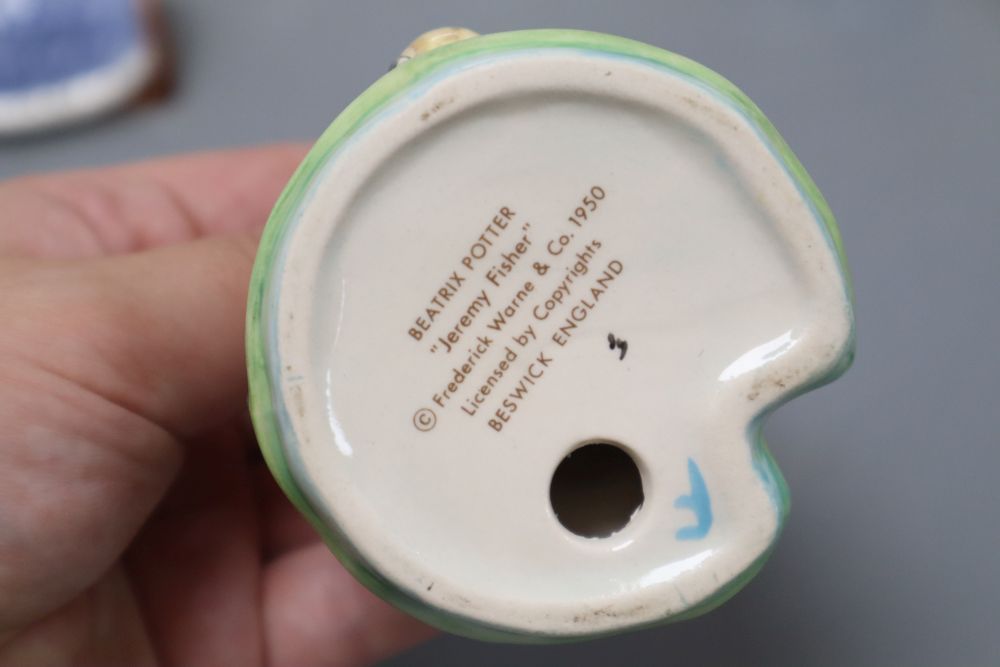 BEATRIX POTTER
"Jeremy Fisher"
© Frederick Warne & Co. 1950
Licensed by Copyrights
BESWICK ENGLAND
F